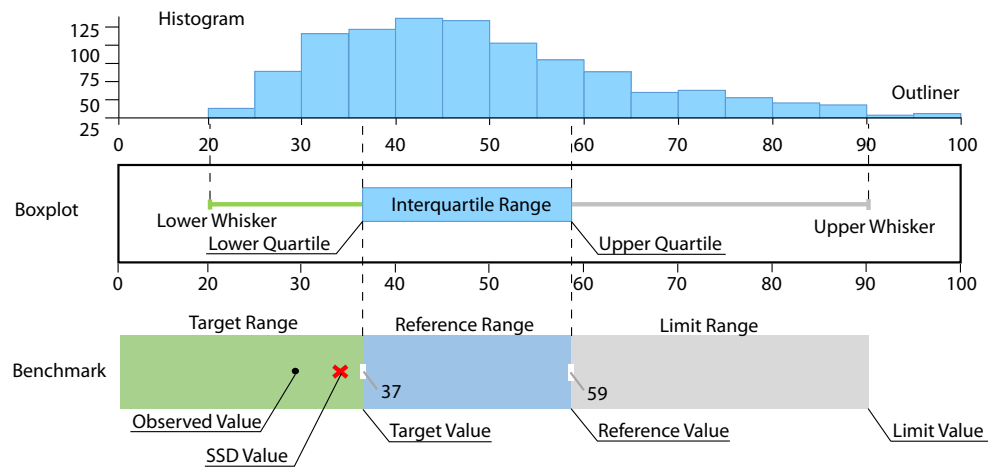 Histogram
125
100
75
50
25
Outliner
0 20 30 40 50 60 70 80 90 100
Boxplot
Interquartile Range
Lower Whisker
Upper Whisker
Lower Quartile
Upper Quartile
0 20 30 40 50 60 70 80 90 100
Target Range
Reference Range
Limit Range
Benchmark
37
59
Observed Value
Target Value
Reference Value
Limit Value
SSD Value